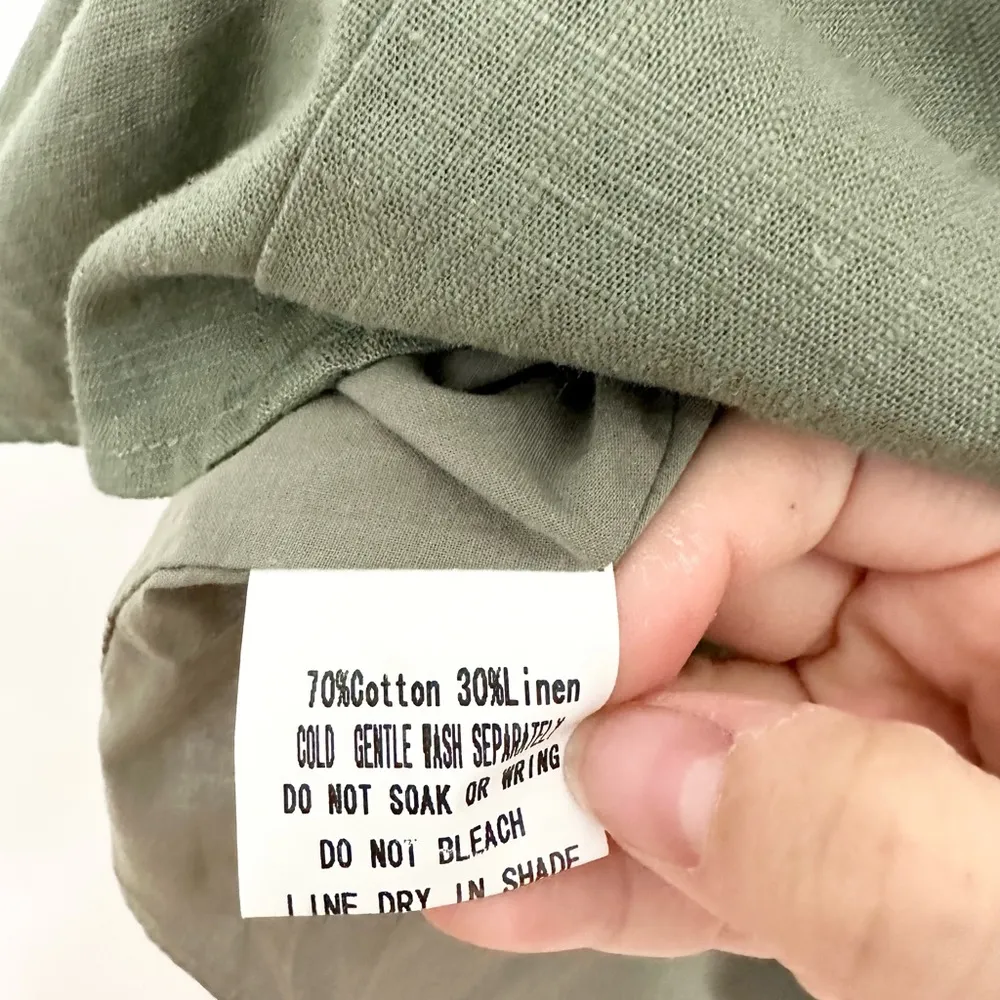 70%Cotton 30%Linen
COLD GENTLE WASH SEPARATELY
DO NOT SOAK OR WRING
DO NOT BLEACH
LINE DRY IN SHADE